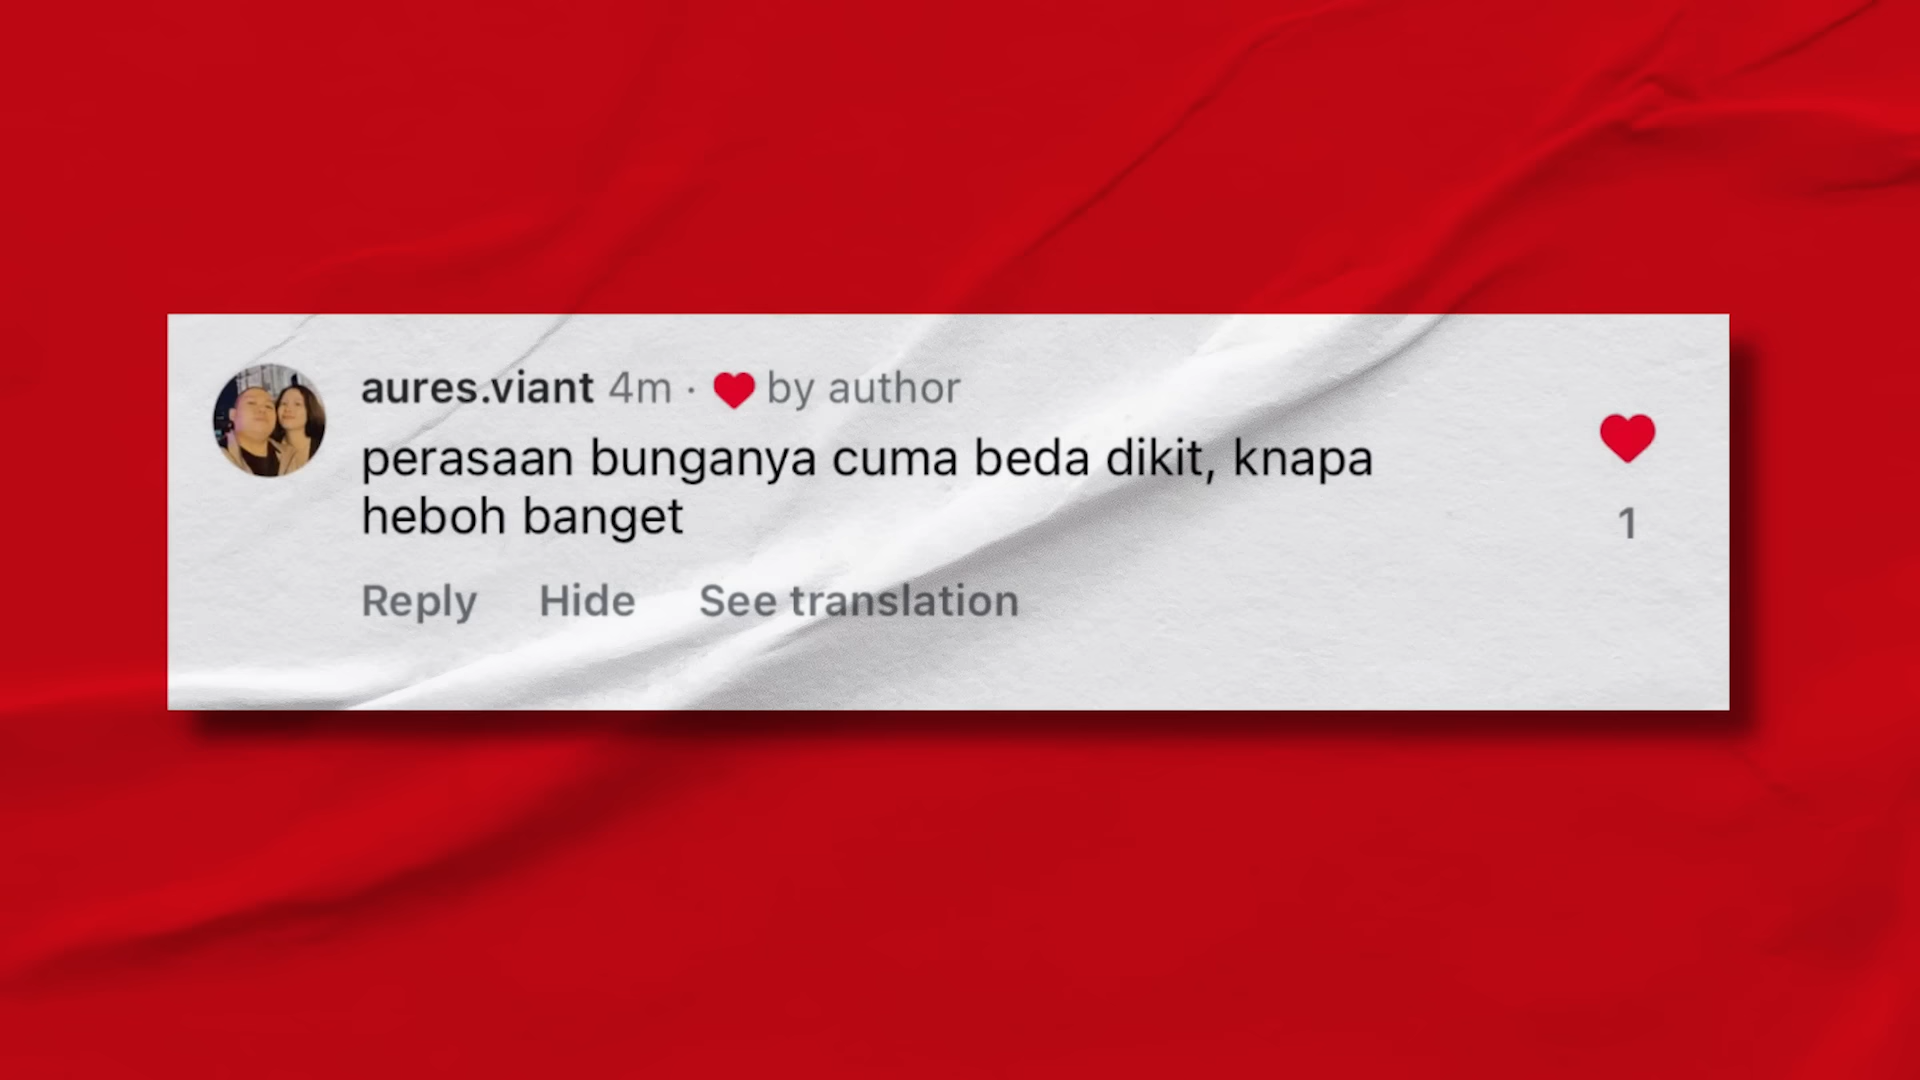 aures.viant 4m · ❤ by author
perasaan bunganya cuma beda dikit, knapa
heboh banget
1
Reply Hide See translation